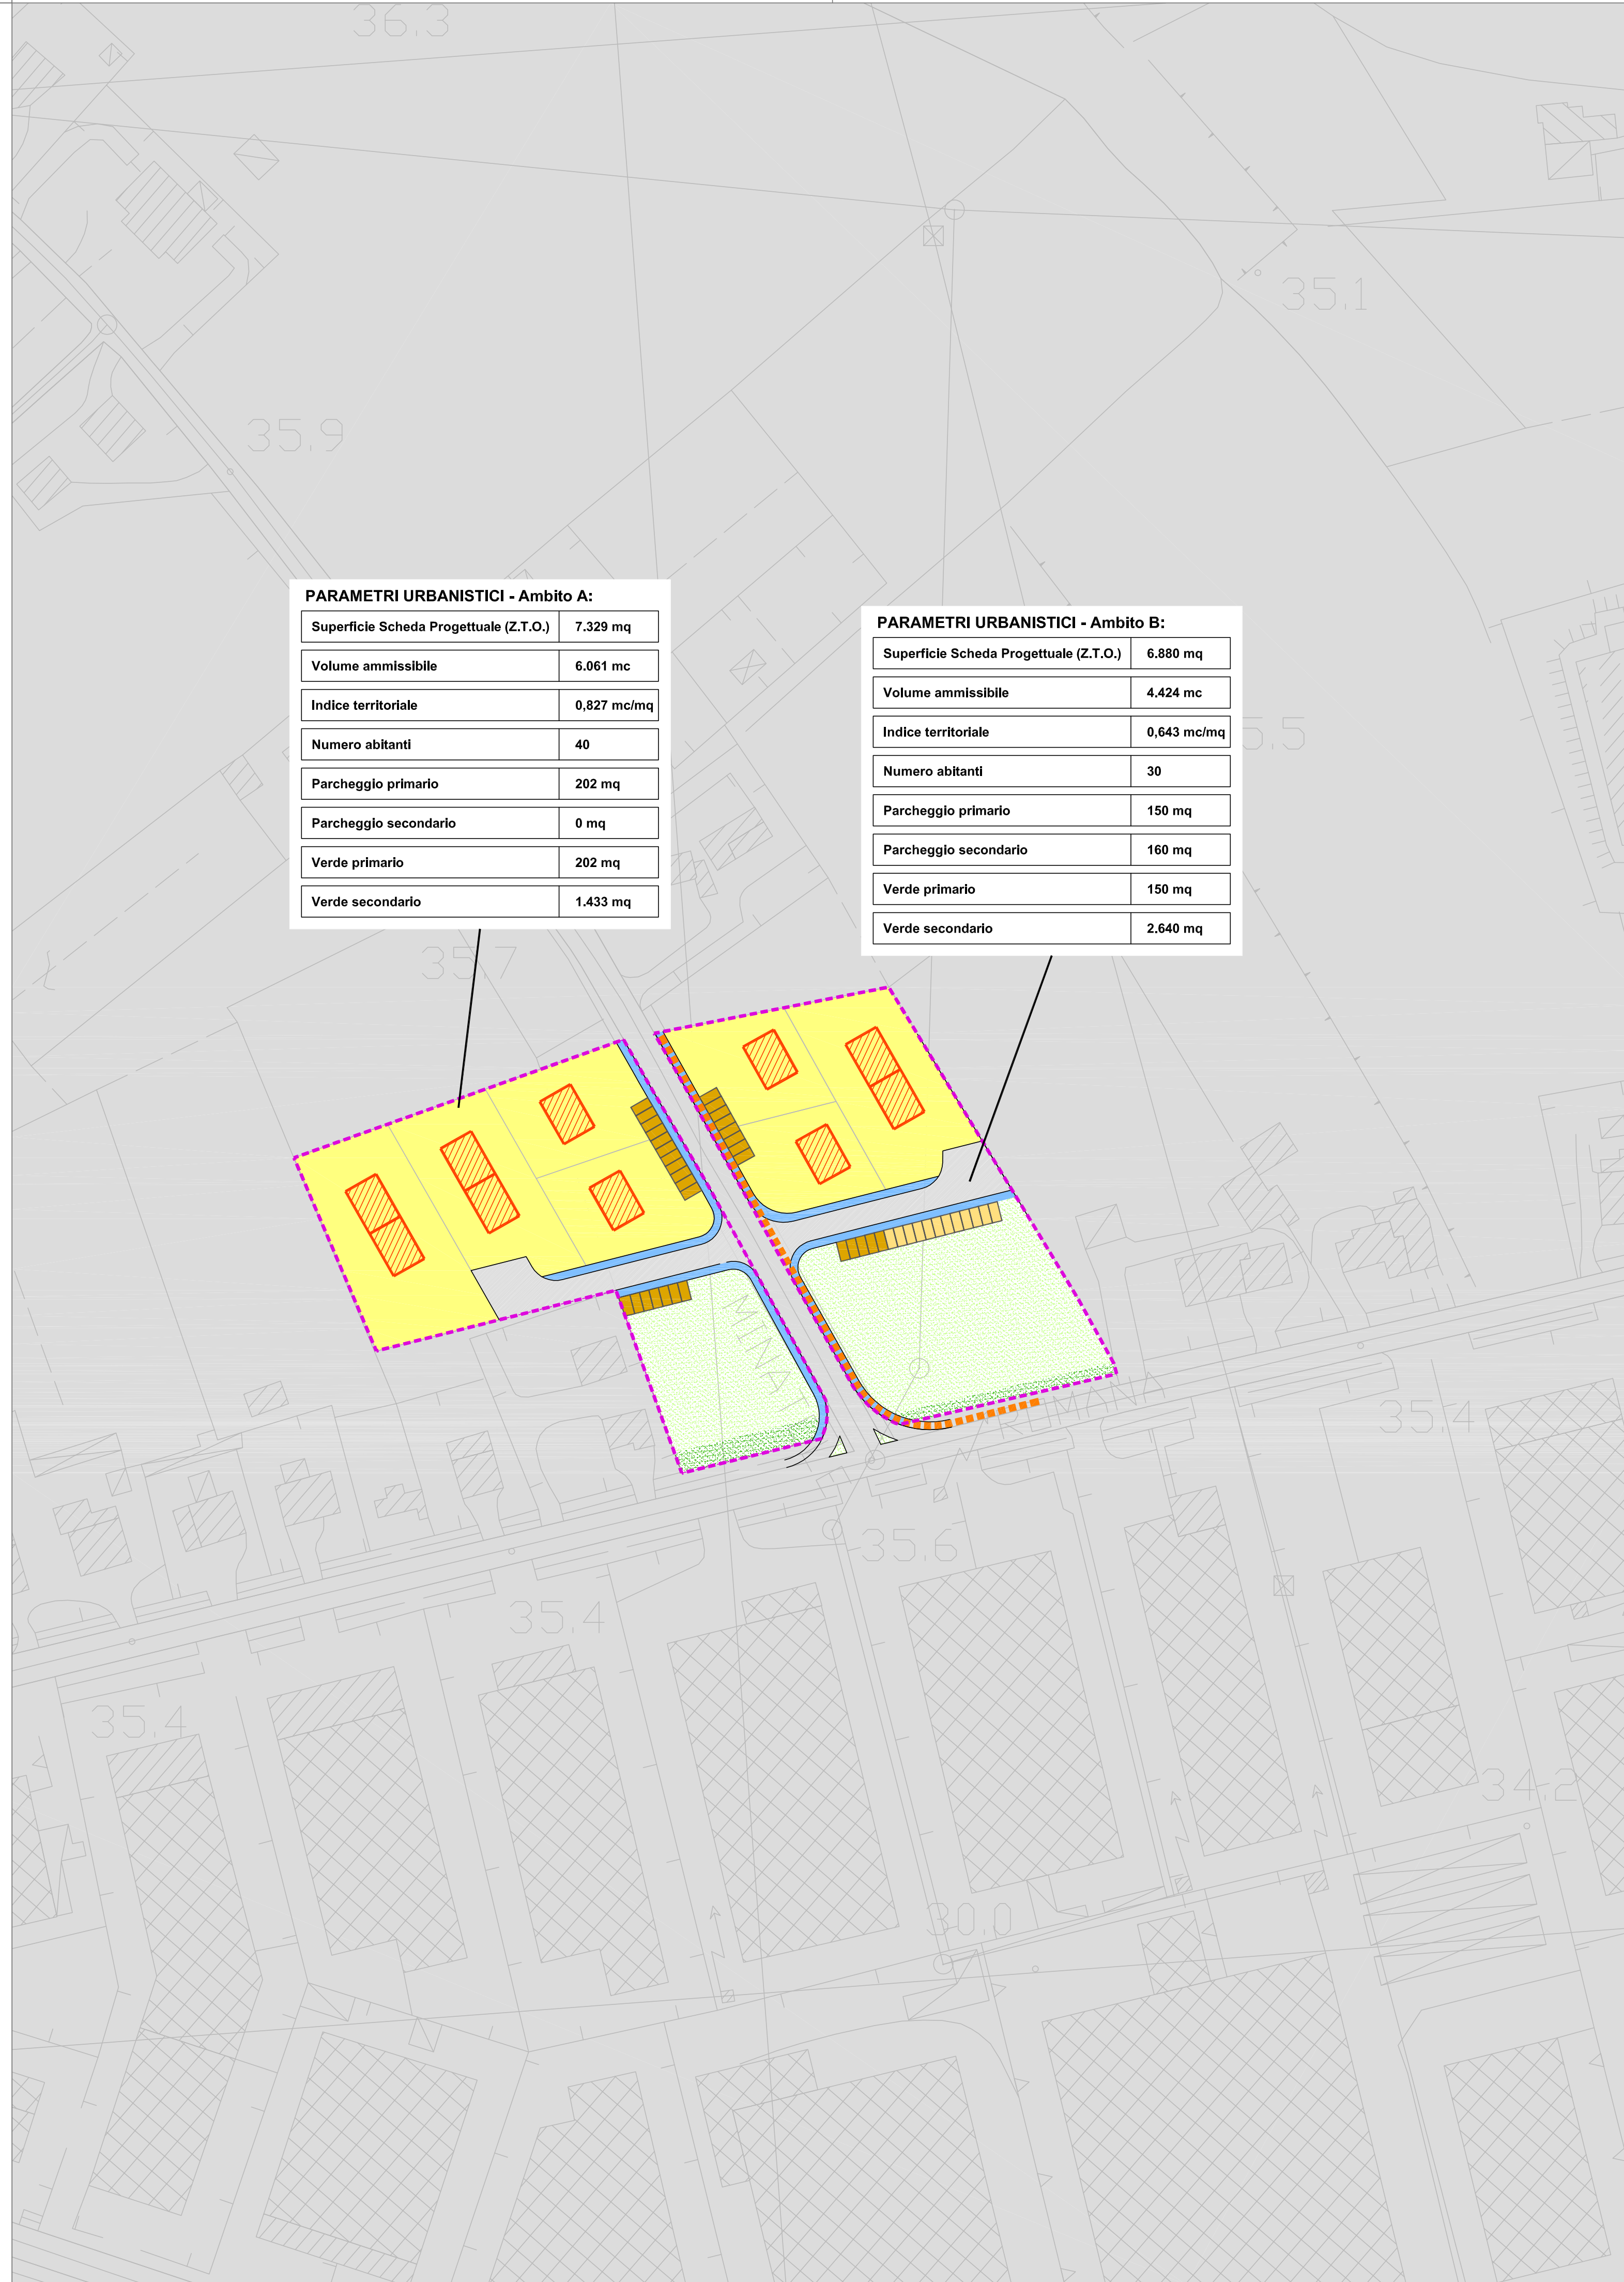 36.3
35.1
35.9
PARAMETRI URBANISTICI - Ambito A:
Superficie Scheda Progettuale (Z.T.O.) 7.329 mq
Volume ammissibile 6.061 mc
Indice territoriale 0,827 mc/mq
Numero abitanti 40
Parcheggio primario 202 mq
Parcheggio secondario 0 mq
Verde primario 202 mq
Verde secondario 1.433 mq
PARAMETRI URBANISTICI - Ambito B:
Superficie Scheda Progettuale (Z.T.O.) 6.880 mq
Volume ammissibile 4.424 mc
Indice territoriale 0,643 mc/mq
Numero abitanti 30
Parcheggio primario 150 mq
Parcheggio secondario 160 mq
Verde primario 150 mq
Verde secondario 2.640 mq
5.5
35.7
35.4
35.6
35.4
35.4
34.2
30.0